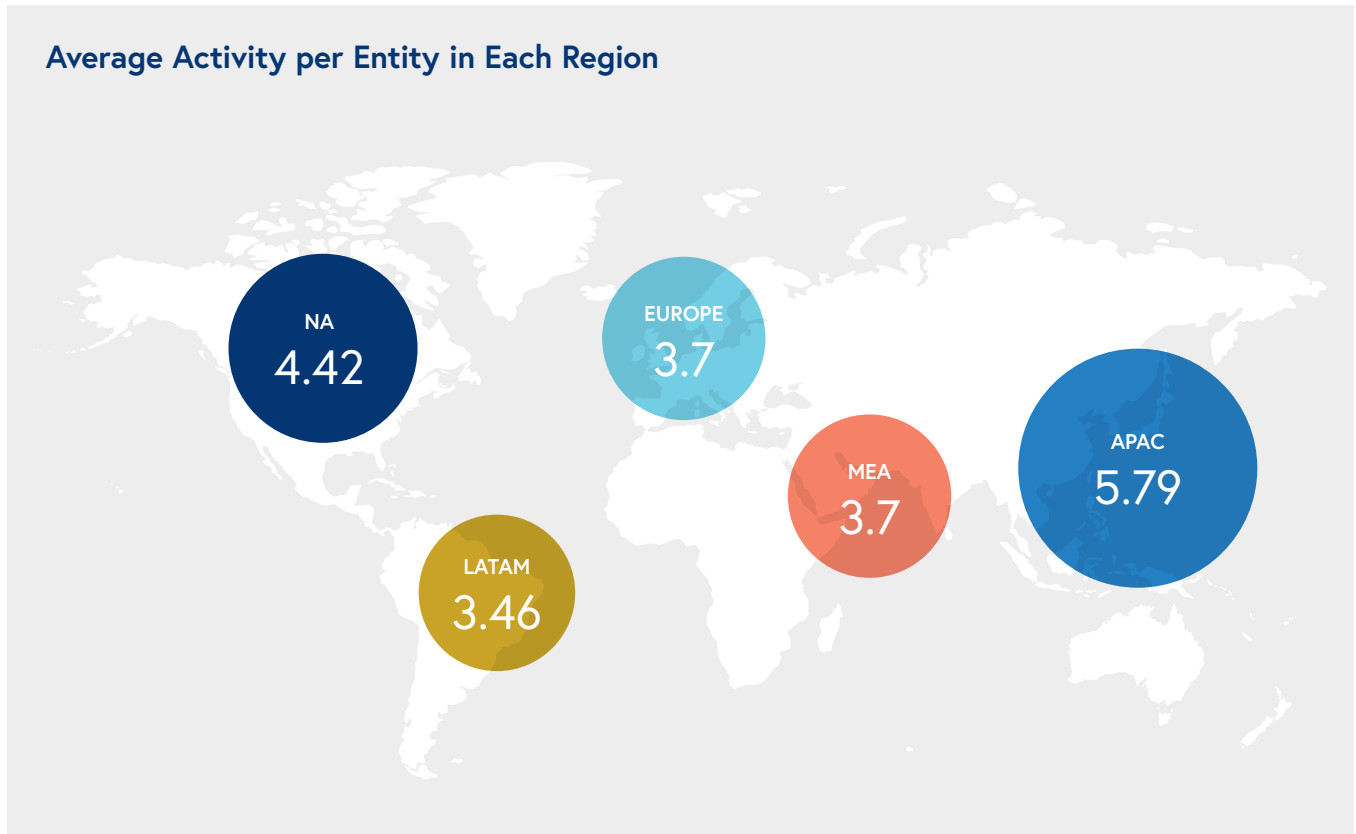 Average Activity per Entity in Each Region
NA
4.42
EUROPE
3.7
APAC
5.79
MEA
3.7
LATAM
3.46